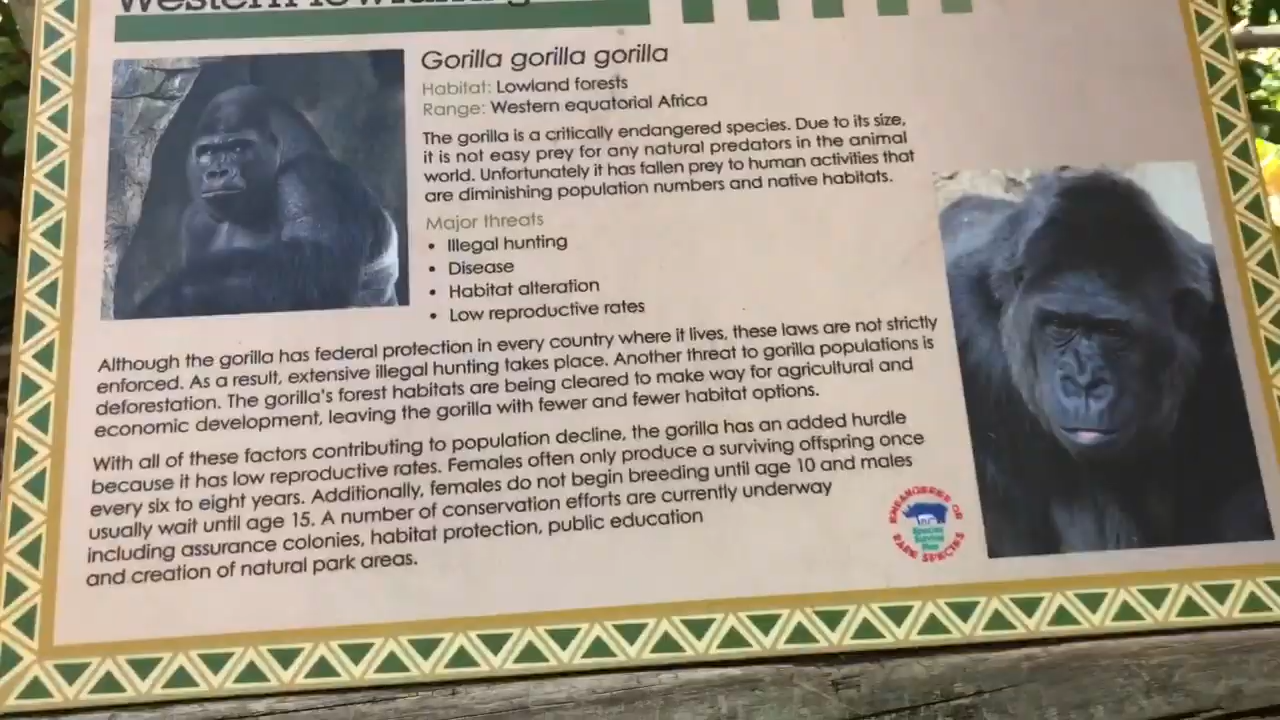 Western lowland g
Gorilla gorilla gorilla
Habitat: Lowland forests
Range: Western equatorial Africa
The gorilla is a critically endangered species. Due to its size,
it is not easy prey for any natural predators in the animal
world. Unfortunately it has fallen prey to human activities that
are diminishing population numbers and native habitats.
Major threats
• Illegal hunting
• Disease
• Habitat alteration
• Low reproductive rates
Although the gorilla has federal protection in every country where it lives, these laws are not strictly
enforced. As a result, extensive illegal hunting takes place. Another threat to gorilla populations is
deforestation. The gorilla's forest habitats are being cleared to make way for agricultural and
economic development, leaving the gorilla with fewer and fewer habitat options.
With all of these factors contributing to population decline, the gorilla has an added hurdle
because it has low reproductive rates. Females often only produce a surviving offspring once
every six to eight years. Additionally, females do not begin breeding until age 10 and males
usually wait until age 15. A number of conservation efforts are currently underway
including assurance colonies, habitat protection, public education
and creation of natural park areas.
ENDANGERED OR
RARE SPECIES
Species
Survival
Plan